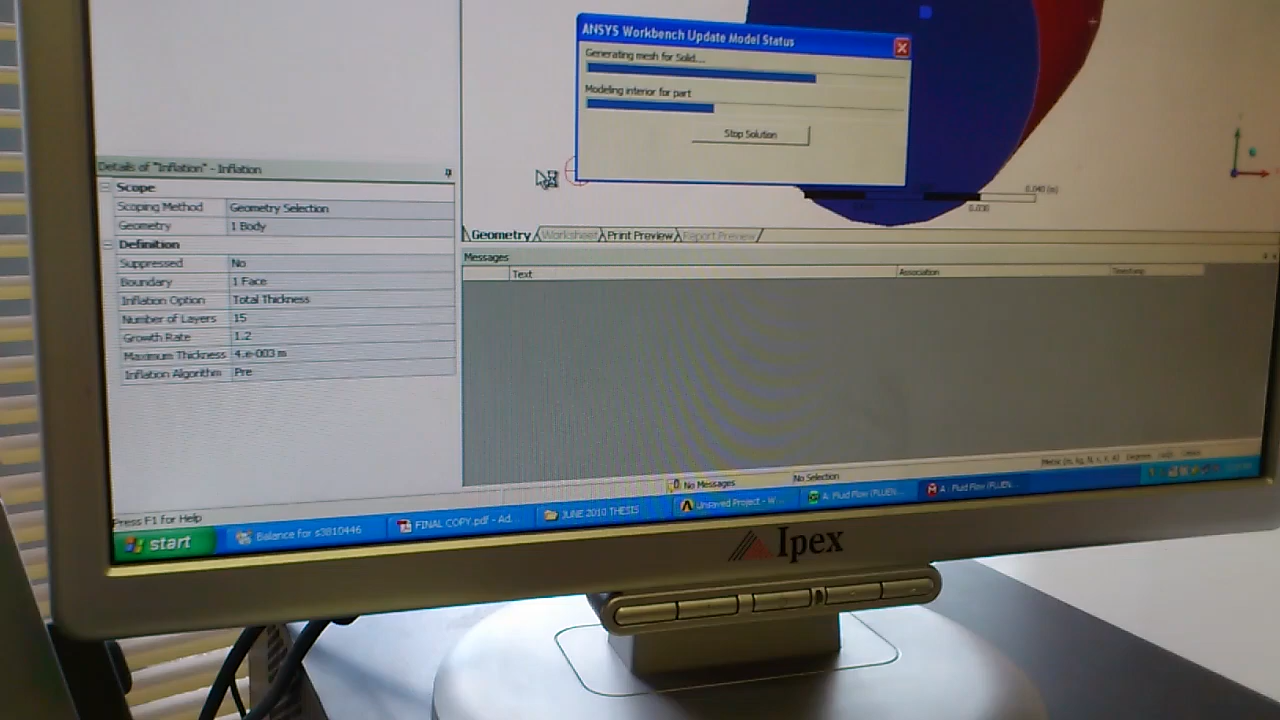 ANSYS Workbench Update Model Status
Generating mesh for Solid...
Modeling interior for part
Stop Solution
0.040 (m)
0.030
Details of "Inflation" - Inflation
Scope
Scoping Method Geometry Selection
Geometry 1 Body
Definition
Suppressed No
Boundary 1 Face
Inflation Option Total Thickness
Number of Layers 15
Growth Rate 1.2
Maximum Thickness 4.e-003 m
Inflation Algorithm Pre
Geometry Worksheet Print Preview Report Preview
Messages
Text Association Timestamp
Press F1 for Help No Messages No Selection
start Balance for s3810446 FINAL COPY.pdf - Ad... JUNE 2010 THESIS Unsaved Project - W... A : Fluid Flow (FLUEN... A : Fluid Flow (FLUEN...
Ipex